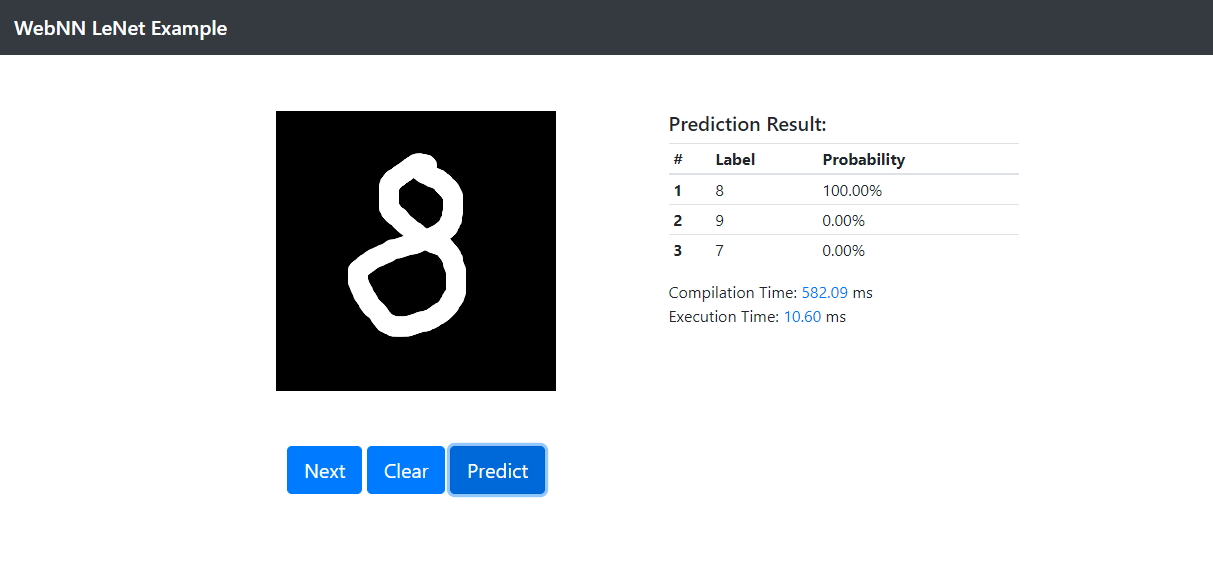 WebNN LeNet Example
8
Prediction Result:
# Label Probability
1 8 100.00%
2 9 0.00%
3 7 0.00%
Compilation Time: 582.09 ms
Execution Time: 10.60 ms
Next Clear Predict